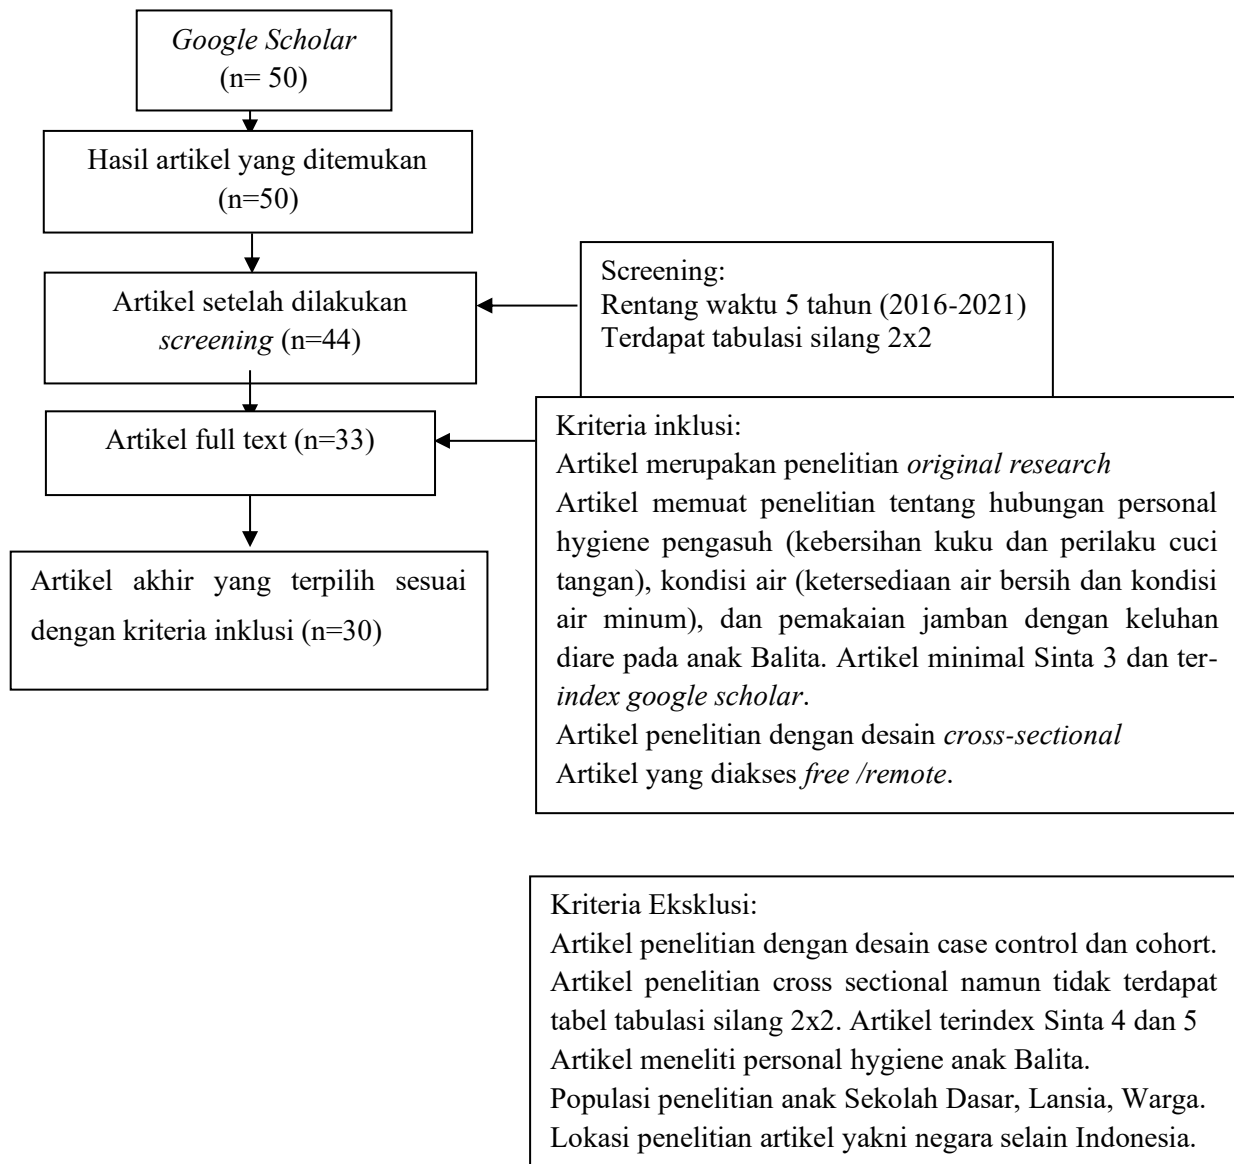 Google Scholar
(n= 50)
Hasil artikel yang ditemukan
(n=50)
Artikel setelah dilakukan
screening (n=44)
Screening:
Rentang waktu 5 tahun (2016-2021)
Terdapat tabulasi silang 2x2
Artikel full text (n=33)
Kriteria inklusi:
Artikel merupakan penelitian original research
Artikel memuat penelitian tentang hubungan personal
hygiene pengasuh (kebersihan kuku dan perilaku cuci
tangan), kondisi air (ketersediaan air bersih dan kondisi
air minum), dan pemakaian jamban dengan keluhan
diare pada anak Balita. Artikel minimal Sinta 3 dan ter-
index google scholar.
Artikel penelitian dengan desain cross-sectional
Artikel yang diakses free /remote.
Artikel akhir yang terpilih sesuai
dengan kriteria inklusi (n=30)
Kriteria Eksklusi:
Artikel penelitian dengan desain case control dan cohort.
Artikel penelitian cross sectional namun tidak terdapat
tabel tabulasi silang 2x2. Artikel terindex Sinta 4 dan 5
Artikel meneliti personal hygiene anak Balita.
Populasi penelitian anak Sekolah Dasar, Lansia, Warga.
Lokasi penelitian artikel yakni negara selain Indonesia.